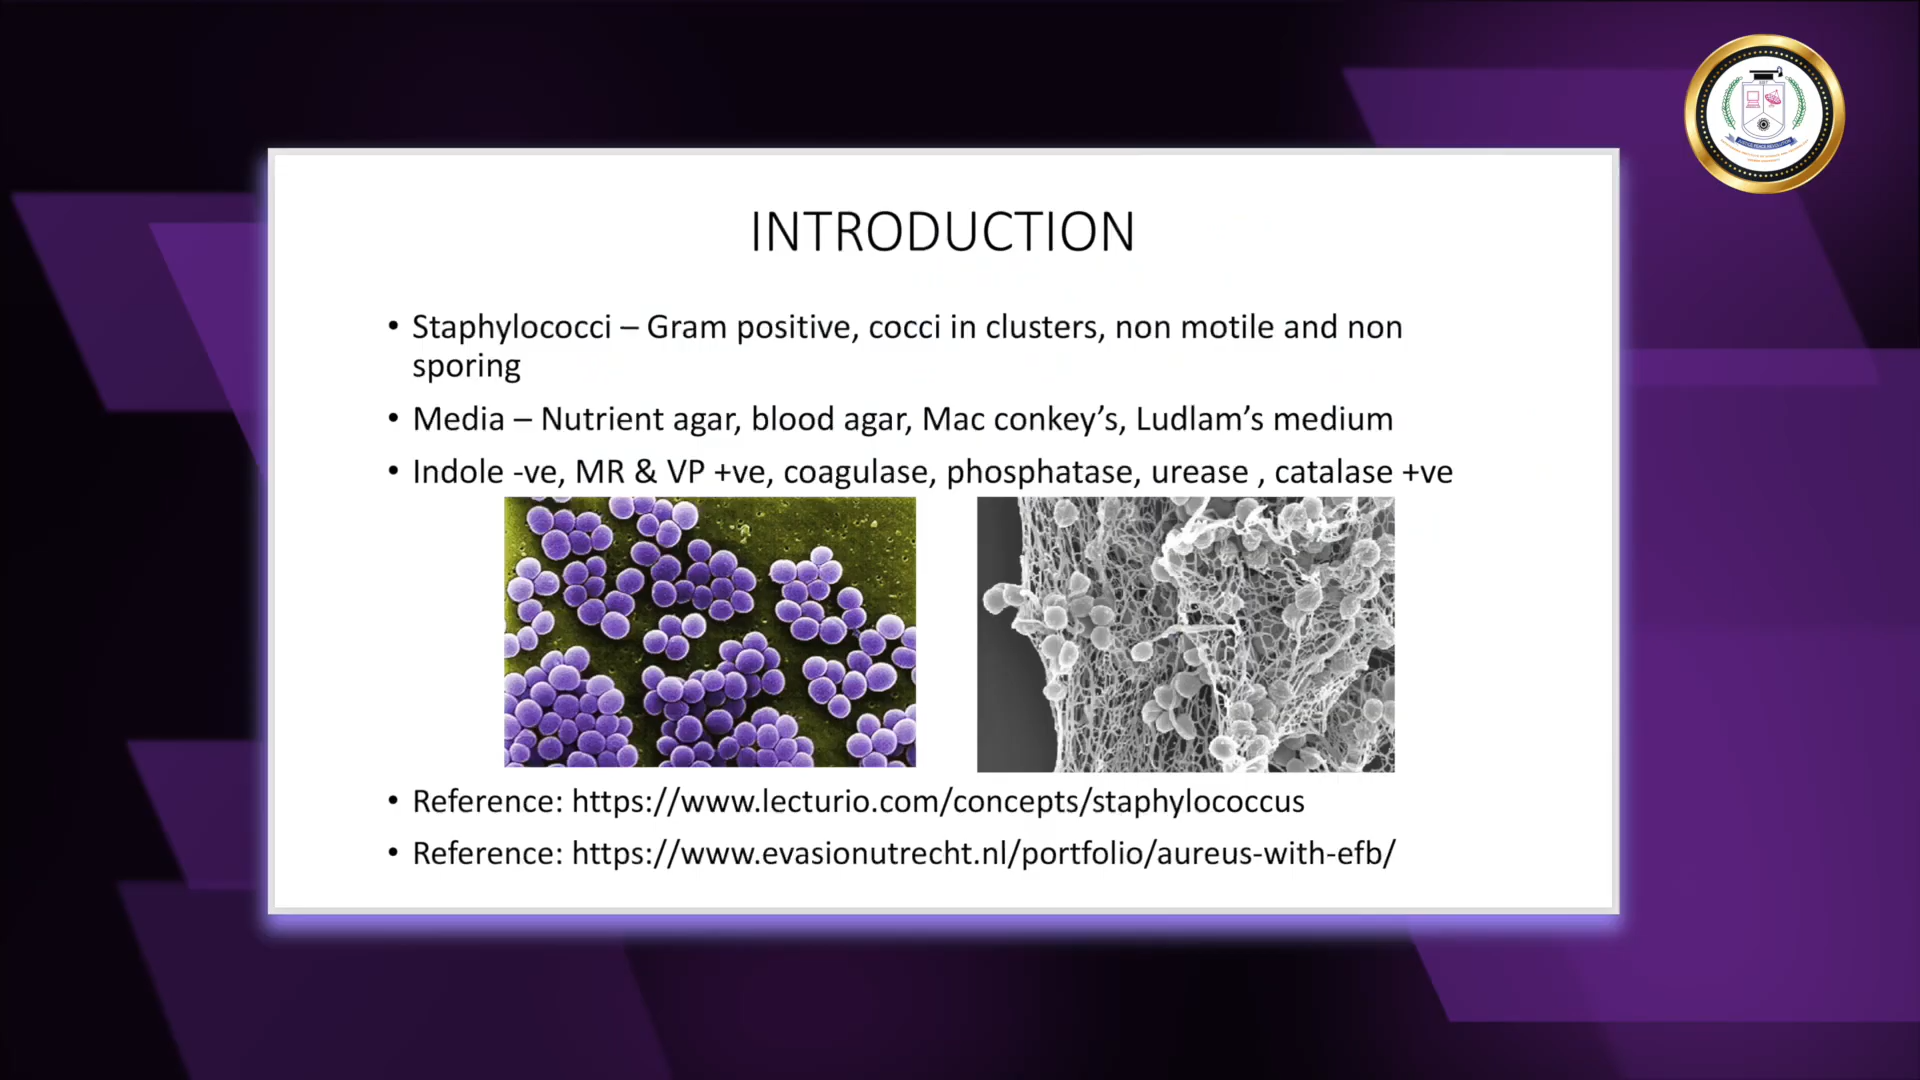 INTRODUCTION
• Staphylococci – Gram positive, cocci in clusters, non motile and non
sporing
• Media – Nutrient agar, blood agar, Mac conkey’s, Ludlam’s medium
• Indole -ve, MR & VP +ve, coagulase, phosphatase, urease , catalase +ve
• Reference: https://www.lecturio.com/concepts/staphylococcus
• Reference: https://www.evasionutrecht.nl/portfolio/aureus-with-efb/